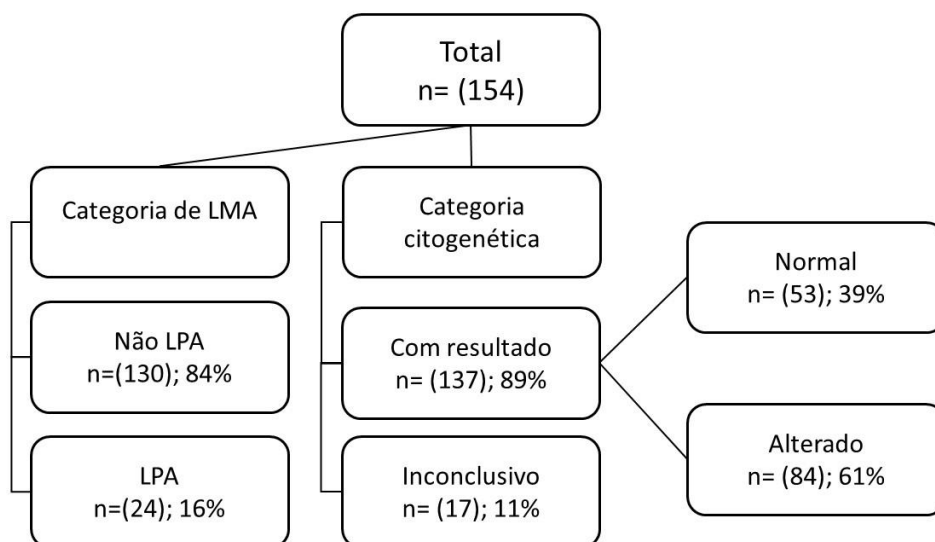 Total
n= (154)
Categoria de LMA
Não LPA
n=(130); 84%
LPA
n=(24); 16%
Categoria
citogenética
Com resultado
n= (137); 89%
Inconclusivo
n= (17); 11%
Normal
n= (53); 39%
Alterado
n= (84); 61%